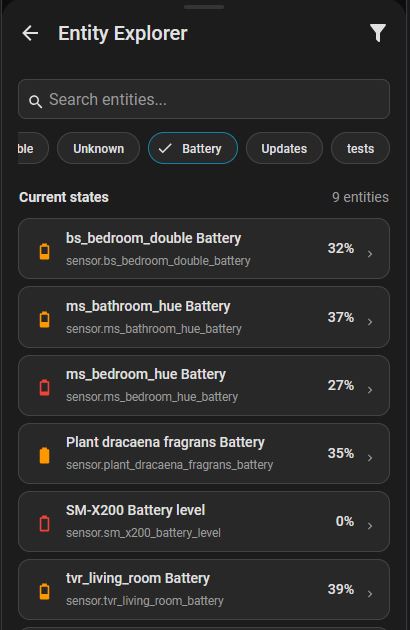 Entity Explorer
Search entities...
ble Unknown Battery Updates tests
Current states 9 entities
bs_bedroom_double Battery 32%
sensor.bs_bedroom_double_battery
ms_bathroom_hue Battery 37%
sensor.ms_bathroom_hue_battery
ms_bedroom_hue Battery 27%
sensor.ms_bedroom_hue_battery
Plant dracaena fragrans Battery 35%
sensor.plant_dracaena_fragrans_battery
SM-X200 Battery level 0%
sensor.sm_x200_battery_level
tvr_living_room Battery 39%
sensor.tvr_living_room_battery